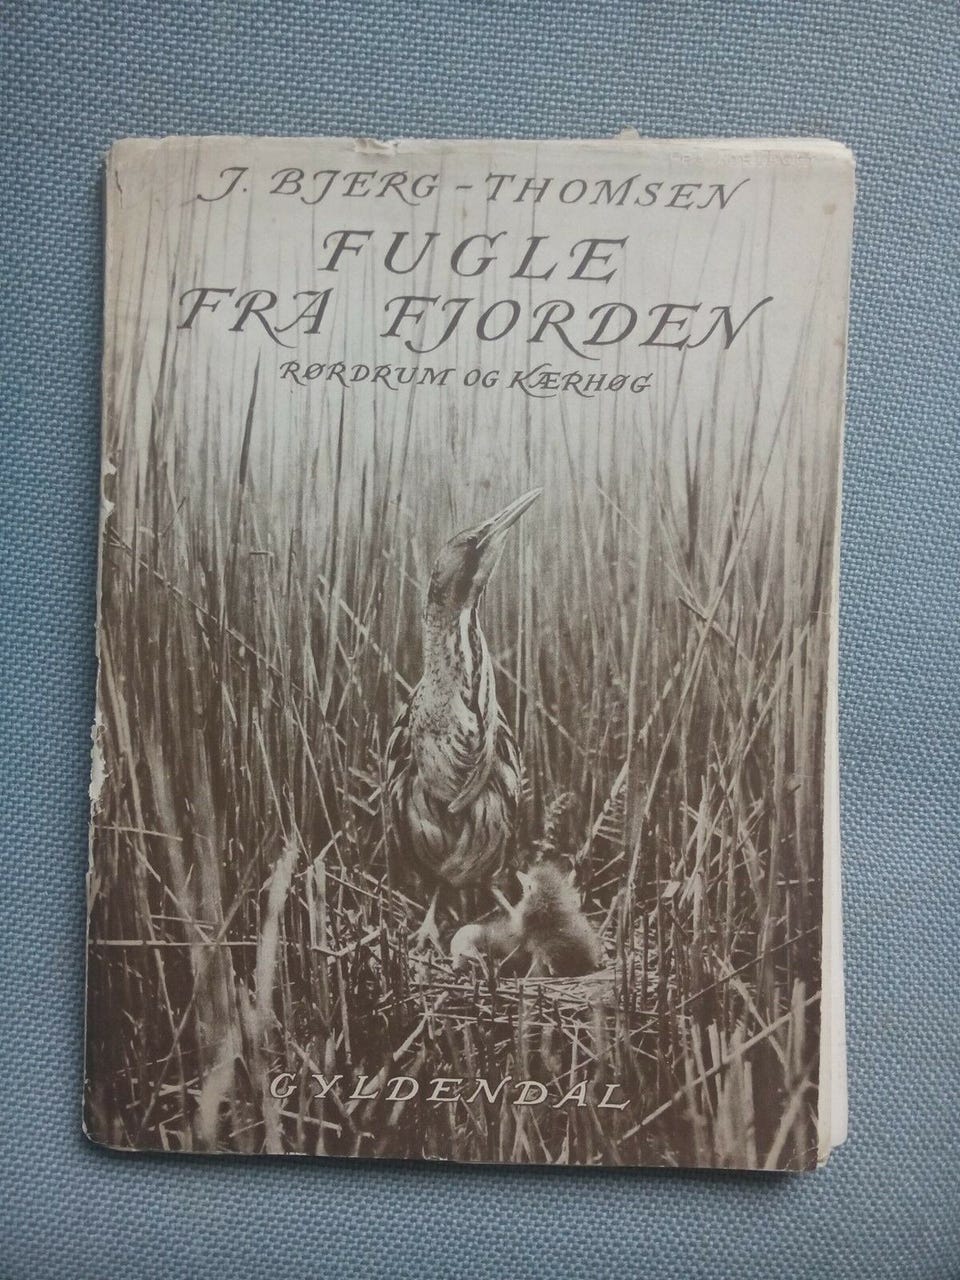 J. BJERG-THOMSEN
FUGLE
FRA FJORDEN
RØRDRUM OG KÆRHØG
GYLDENDAL